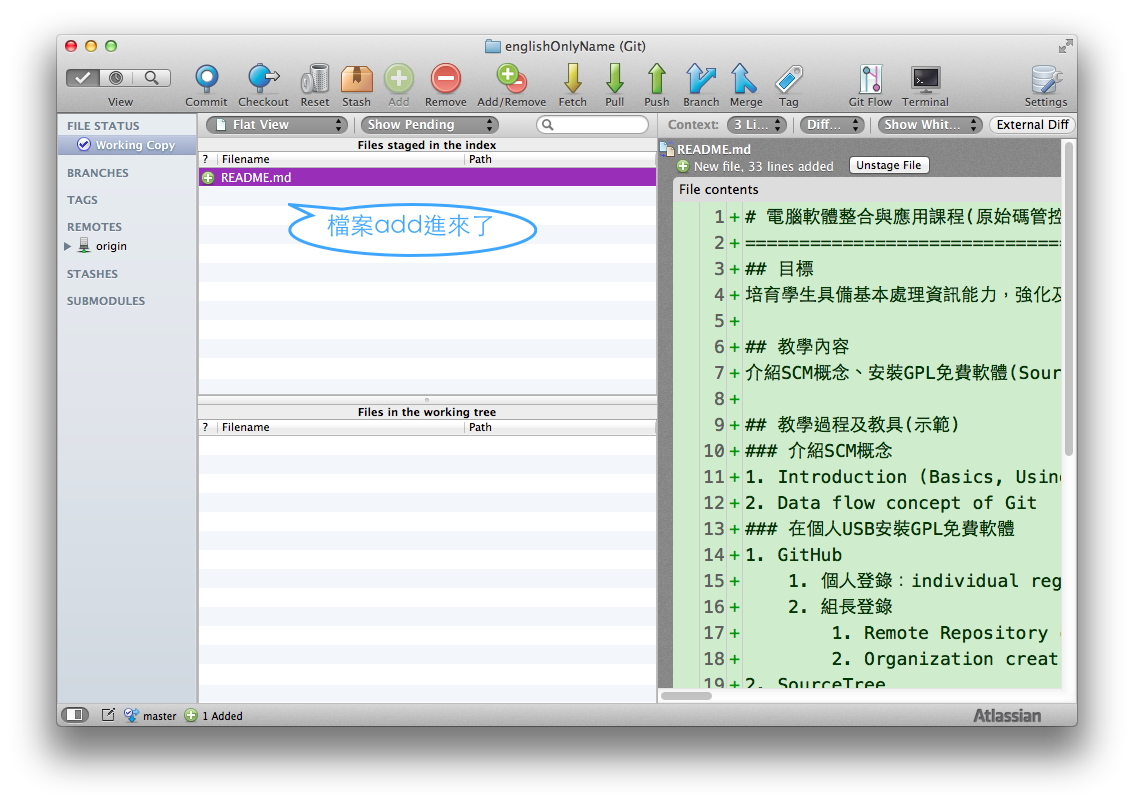 englishOnlyName (Git)
View Commit Checkout Reset Stash Add Remove Add/Remove Fetch Pull Push Branch Merge Tag Git Flow Terminal Settings
FILE STATUS
Working Copy
BRANCHES
TAGS
REMOTES
origin
STASHES
SUBMODULES
Flat View Show Pending
Files staged in the index
? Filename Path
README.md
檔案add進來了
Files in the working tree
? Filename Path
Context: 3 Li... Diff... Show Whit... External Diff
README.md
New file, 33 lines added Unstage File
File contents
1 + # 電腦軟體整合與應用課程(原始碼管控
2 + =============================
3 + ## 目標
4 + 培育學生具備基本處理資訊能力，強化及
5 +
6 + ## 教學內容
7 + 介紹SCM概念、安裝GPL免費軟體(Sour
8 +
9 + ## 教學過程及教具(示範)
10 + ### 介紹SCM概念
11 + 1. Introduction (Basics, Using
12 + 2. Data flow concept of Git
13 + ### 在個人USB安裝GPL免費軟體
14 + 1. GitHub
15 + 1. 個人登錄：individual reg
16 + 2. 組長登錄
17 + 1. Remote Repository
18 + 2. Organization creat
19 + 2. SourceTree
master 1 Added
Atlassian